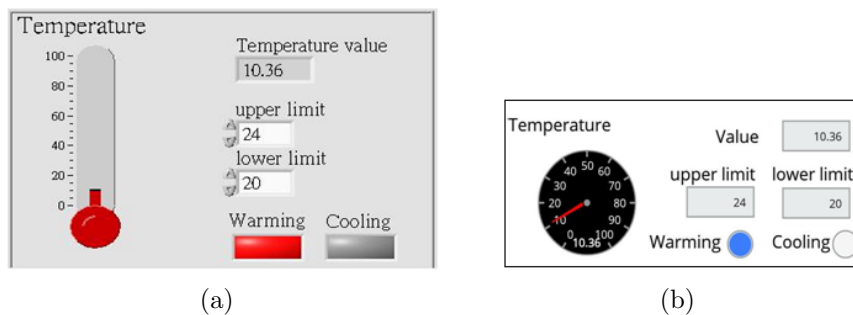 Temperature
Temperature value
10.36
100
80
60
40
20
0
upper limit
24
lower limit
20
Warming Cooling
(a)
Temperature
Value 10.36
upper limit lower limit
24 20
0 10 20 30 40 50 60 70 80 90 100
10.36
Warming Cooling
(b)